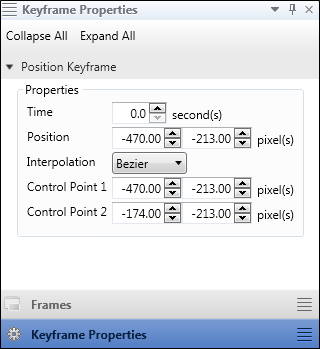 Keyframe Properties
Collapse All Expand All
Position Keyframe
Properties
Time 0.0 second(s)
Position -470.00 -213.00 pixel(s)
Interpolation Bezier
Control Point 1 -470.00 -213.00 pixel(s)
Control Point 2 -174.00 -213.00 pixel(s)
Frames
Keyframe Properties